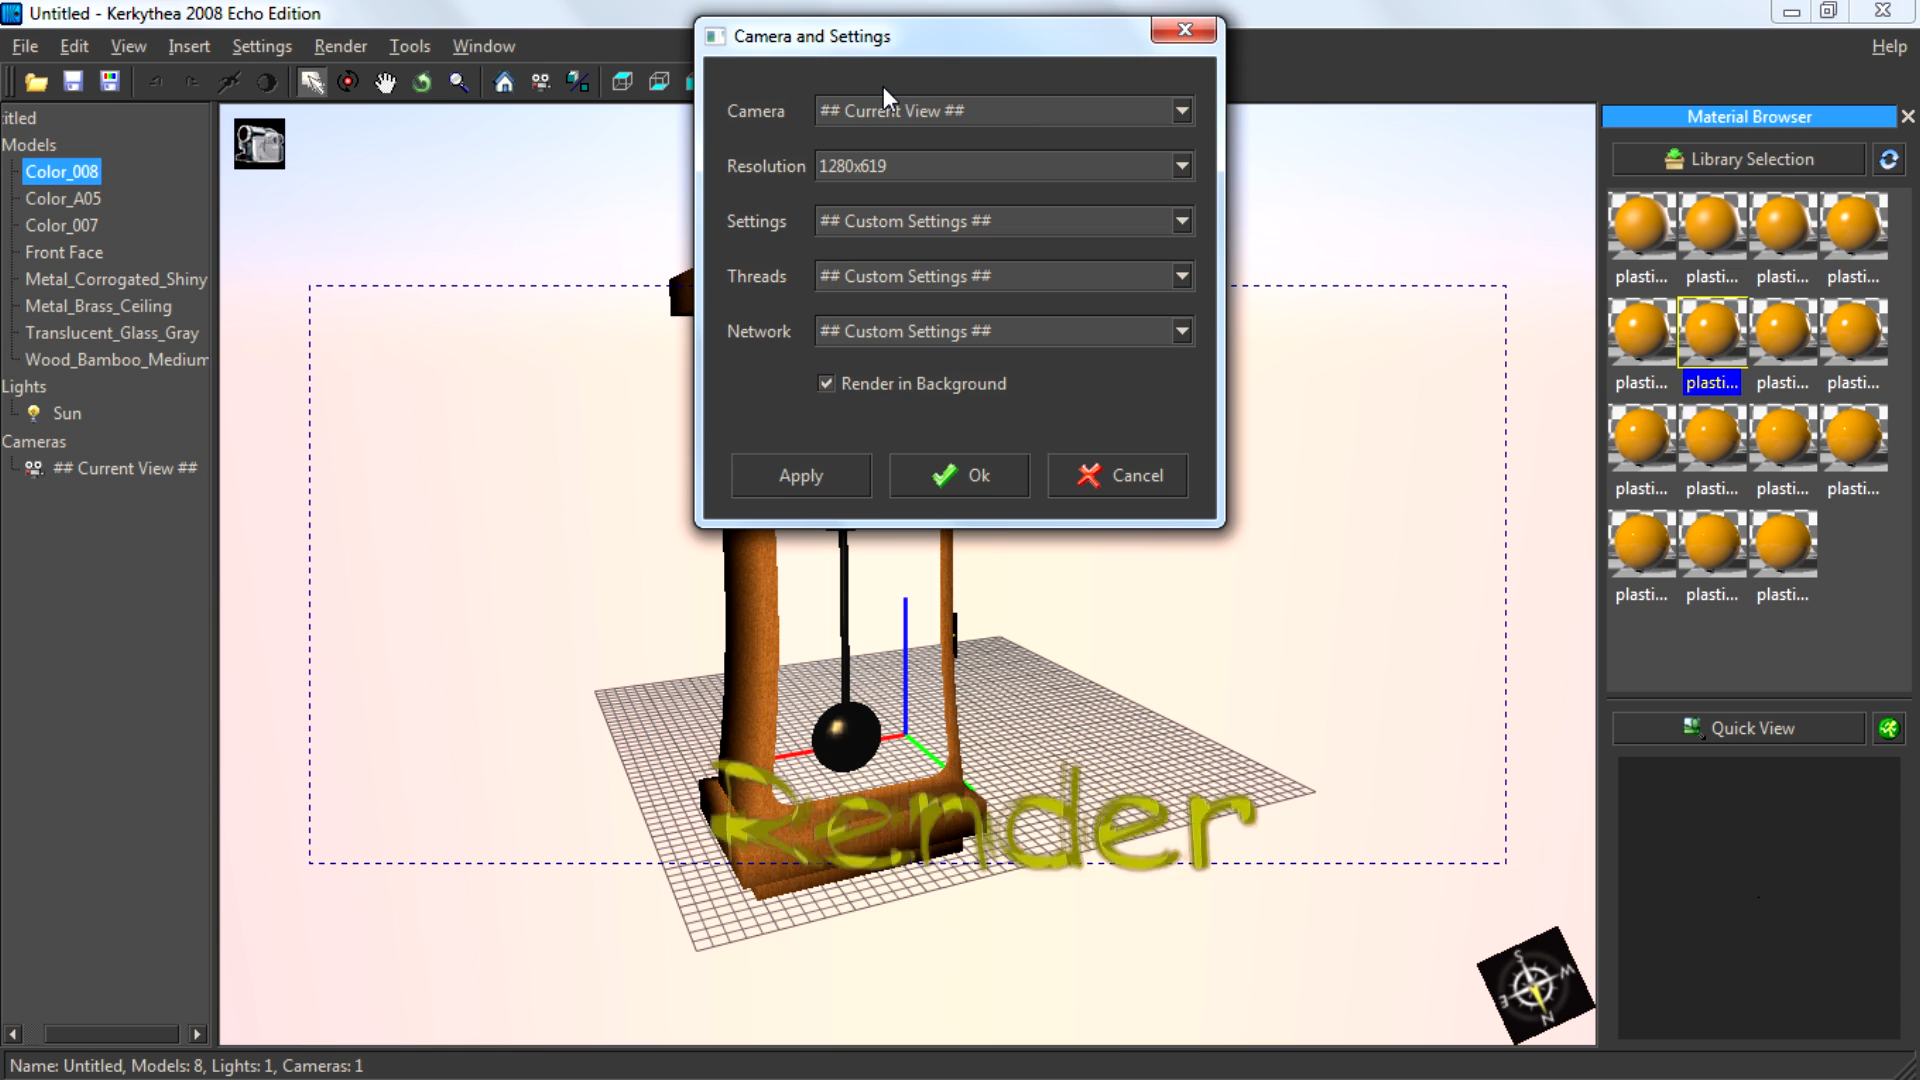 Untitled - Kerkythea 2008 Echo Edition
File Edit View Insert Settings Render Tools Window Help
itled
Models
Color_008
Color_A05
Color_007
Front Face
Metal_Corrogated_Shiny
Metal_Brass_Ceiling
Translucent_Glass_Gray
Wood_Bamboo_Medium
Lights
Sun
Cameras
## Current View ##
Camera and Settings
Camera ## Current View ##
Resolution 1280x619
Settings ## Custom Settings ##
Threads ## Custom Settings ##
Network ## Custom Settings ##
Render in Background
Apply Ok Cancel
Render
S W
E N
Material Browser
Library Selection
plasti... plasti... plasti... plasti...
plasti... plasti... plasti... plasti...
plasti... plasti... plasti... plasti...
plasti... plasti... plasti...
Quick View
Name: Untitled, Models: 8, Lights: 1, Cameras: 1